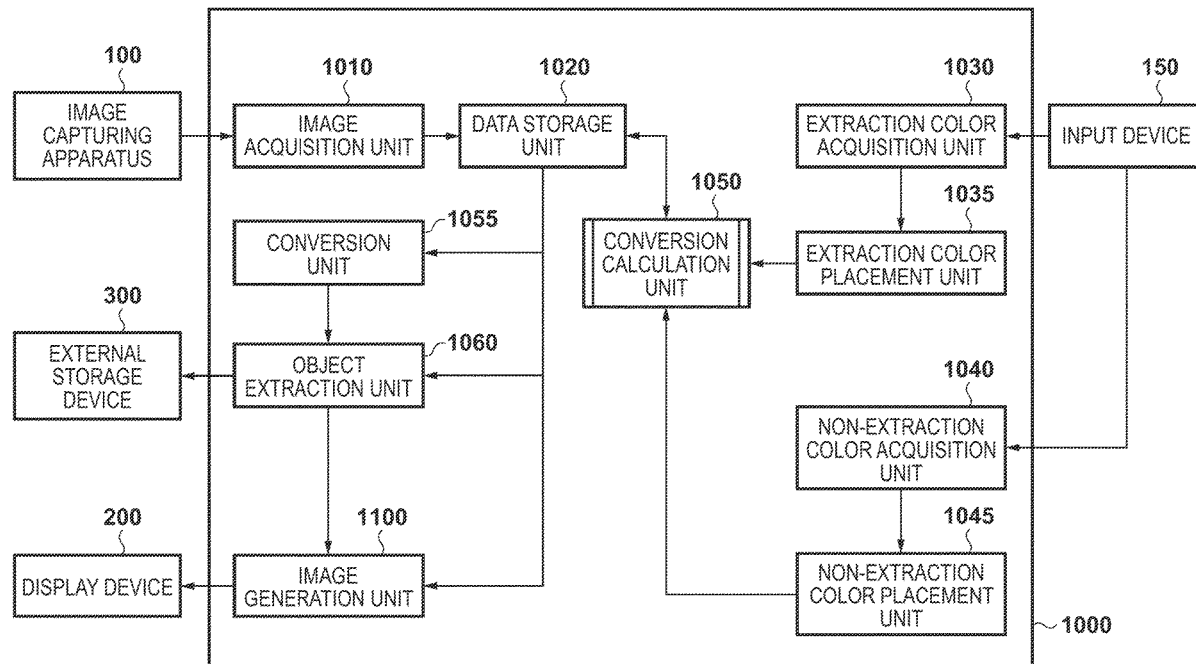 100
IMAGE
CAPTURING
APPARATUS
1010
IMAGE
ACQUISITION UNIT
1020
DATA STORAGE
UNIT
1030
EXTRACTION COLOR
ACQUISITION UNIT
150
INPUT DEVICE
1055
CONVERSION
UNIT
1050
CONVERSION
CALCULATION
UNIT
1035
EXTRACTION COLOR
PLACEMENT UNIT
300
EXTERNAL
STORAGE
DEVICE
1060
OBJECT
EXTRACTION UNIT
1040
NON-EXTRACTION
COLOR ACQUISITION
UNIT
200
DISPLAY DEVICE
1100
IMAGE
GENERATION UNIT
1045
NON-EXTRACTION
COLOR PLACEMENT
UNIT
1000